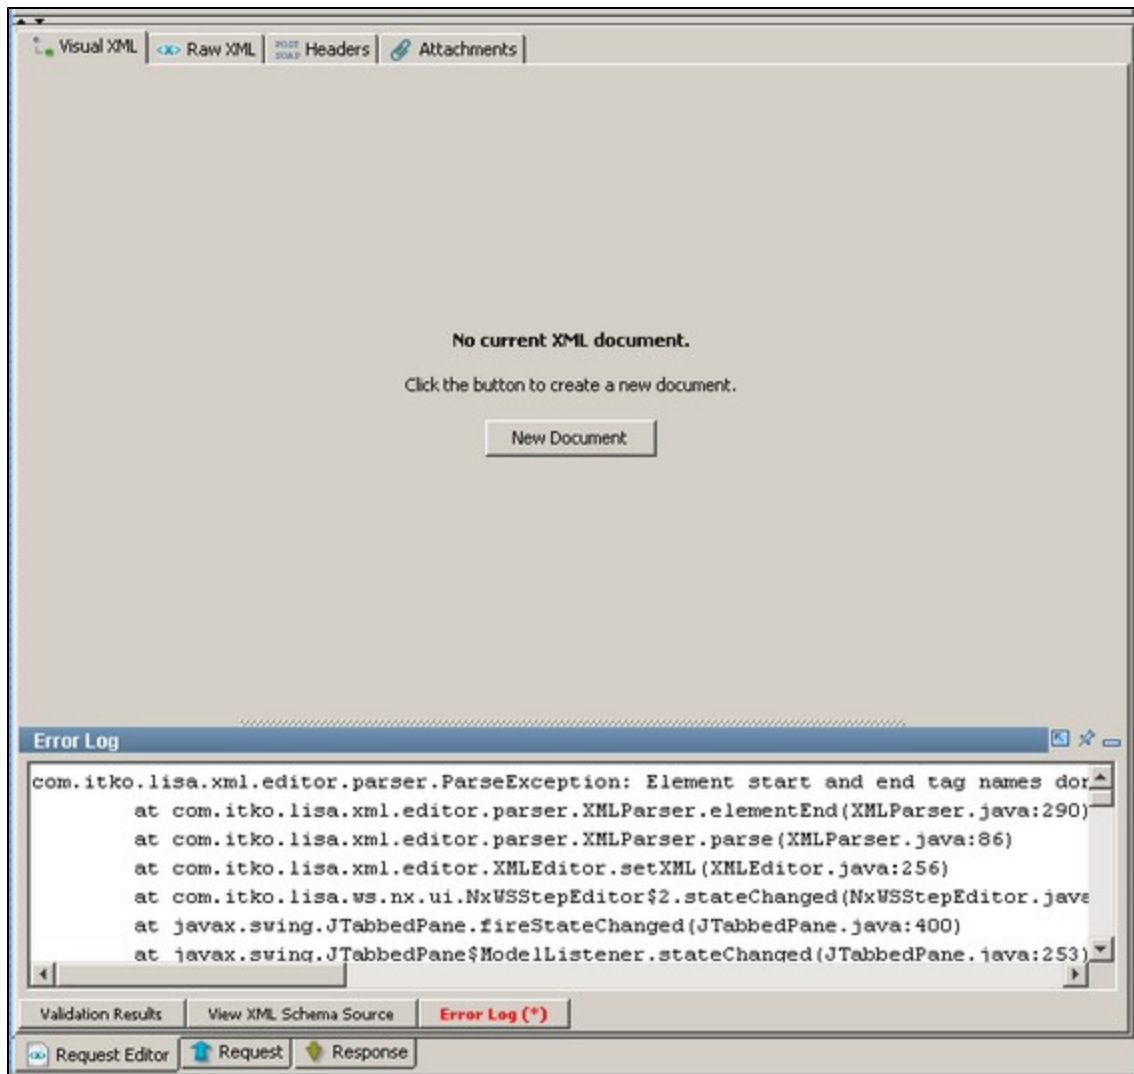 Visual XML
<x> Raw XML
POST SOAP Headers
Attachments
No current XML document.
Click the button to create a new document.
New Document
Error Log
com.itko.lisa.xml.editor.parser.ParseException: Element start and end tag names don
at com.itko.lisa.xml.editor.parser.XMLParser.elementEnd(XMLParser.java:290)
at com.itko.lisa.xml.editor.parser.XMLParser.parse(XMLParser.java:86)
at com.itko.lisa.xml.editor.XMLEditor.setXML(XMLEditor.java:256)
at com.itko.lisa.ws.nx.ui.NxWSStepEditor$2.stateChanged(NxWSStepEditor.java
at javax.swing.JTabbedPane.fireStateChanged(JTabbedPane.java:400)
at javax.swing.JTabbedPane$ModelListener.stateChanged(JTabbedPane.java:253)
Validation Results
View XML Schema Source
Error Log (*)
Request Editor
Request
Response